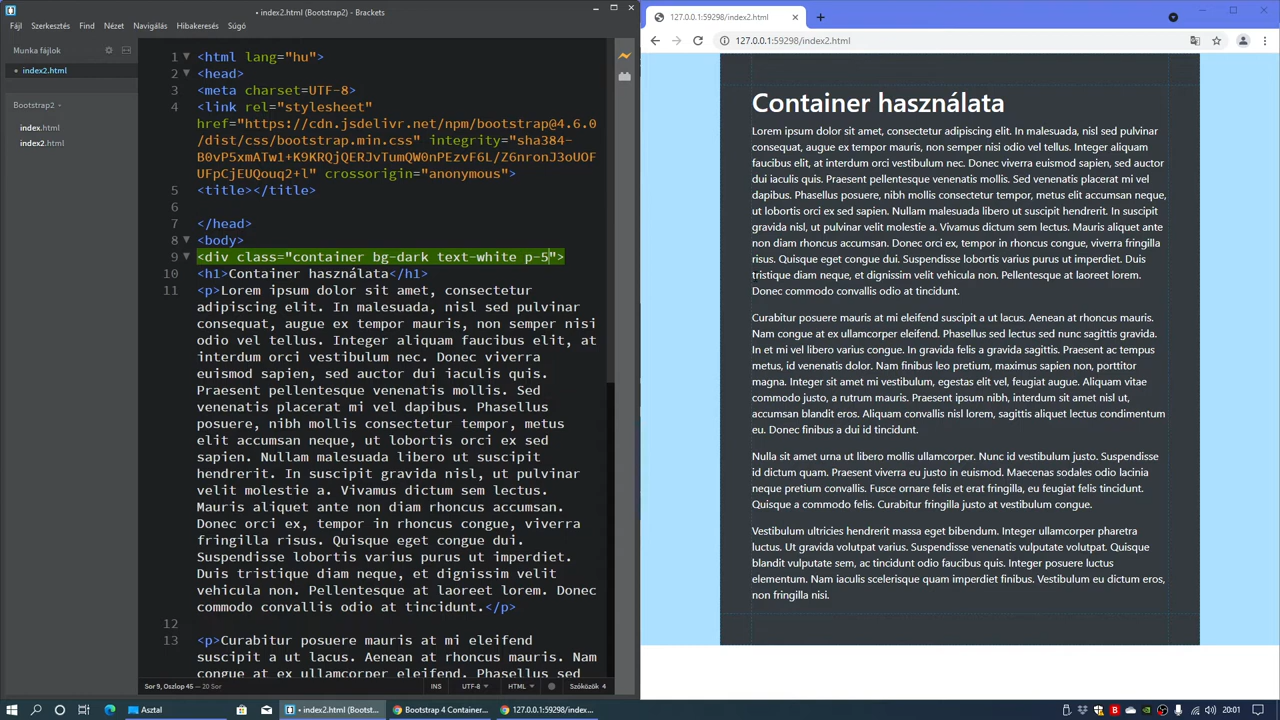 • index2.html (Bootstrap2) - Brackets
Fájl Szerkesztés Find Nézet Navigálás Hibakeresés Súgó
Munka fájlok
• index2.html
Bootstrap2
index.html
index2.html
1 <html lang="hu">
2 <head>
3 <meta charset=UTF-8>
4 <link rel="stylesheet"
href="https://cdn.jsdelivr.net/npm/bootstrap@4.6.0
/dist/css/bootstrap.min.css" integrity="sha384-
B0vP5xmATw1+K9KRQjQERJvTumQW0nPEzvF6L/Z6nronJ3oUOF
UFpCjEUQouq2+l" crossorigin="anonymous">
5 <title></title>
6
7 </head>
8 <body>
9 <div class="container bg-dark text-white p-5">
10 <h1>Container használata</h1>
11 <p>Lorem ipsum dolor sit amet, consectetur
adipiscing elit. In malesuada, nisl sed pulvinar
consequat, augue ex tempor mauris, non semper nisi
odio vel tellus. Integer aliquam faucibus elit, at
interdum orci vestibulum nec. Donec viverra
euismod sapien, sed auctor dui iaculis quis.
Praesent pellentesque venenatis mollis. Sed
venenatis placerat mi vel dapibus. Phasellus
posuere, nibh mollis consectetur tempor, metus
elit accumsan neque, ut lobortis orci ex sed
sapien. Nullam malesuada libero ut suscipit
hendrerit. In suscipit gravida nisl, ut pulvinar
velit molestie a. Vivamus dictum sem lectus.
Mauris aliquet ante non diam rhoncus accumsan.
Donec orci ex, tempor in rhoncus congue, viverra
fringilla risus. Quisque eget congue dui.
Suspendisse lobortis varius purus ut imperdiet.
Duis tristique diam neque, et dignissim velit
vehicula non. Pellentesque at laoreet lorem. Donec
commodo convallis odio at tincidunt.</p>
12
13 <p>Curabitur posuere mauris at mi eleifend
suscipit a ut lacus. Aenean at rhoncus mauris. Nam
congue at ex ullamcorper eleifend. Phasellus sed
Sor 9, Oszlop 45 — 20 Sor INS UTF-8 HTML Szóközök 4
127.0.0.1:59298/index2.html
127.0.0.1:59298/index2.html
Container használata
Lorem ipsum dolor sit amet, consectetur adipiscing elit. In malesuada, nisl sed pulvinar
consequat, augue ex tempor mauris, non semper nisi odio vel tellus. Integer aliquam
faucibus elit, at interdum orci vestibulum nec. Donec viverra euismod sapien, sed auctor
dui iaculis quis. Praesent pellentesque venenatis mollis. Sed venenatis placerat mi vel
dapibus. Phasellus posuere, nibh mollis consectetur tempor, metus elit accumsan neque,
ut lobortis orci ex sed sapien. Nullam malesuada libero ut suscipit hendrerit. In suscipit
gravida nisl, ut pulvinar velit molestie a. Vivamus dictum sem lectus. Mauris aliquet ante
non diam rhoncus accumsan. Donec orci ex, tempor in rhoncus congue, viverra fringilla
risus. Quisque eget congue dui. Suspendisse lobortis varius purus ut imperdiet. Duis
tristique diam neque, et dignissim velit vehicula non. Pellentesque at laoreet lorem.
Donec commodo convallis odio at tincidunt.
Curabitur posuere mauris at mi eleifend suscipit a ut lacus. Aenean at rhoncus mauris.
Nam congue at ex ullamcorper eleifend. Phasellus sed lectus sed nunc sagittis gravida.
In et mi vel libero varius congue. In gravida felis a gravida sagittis. Praesent ac tempus
metus, id venenatis dolor. Nam finibus leo pretium, maximus sapien non, porttitor
magna. Integer sit amet mi vestibulum, egestas elit vel, feugiat augue. Aliquam vitae
commodo justo, a rutrum mauris. Praesent ipsum nibh, interdum sit amet nisl ut,
accumsan blandit eros. Aliquam convallis nisl lorem, sagittis aliquet lectus condimentum
eu. Donec finibus a dui id tincidunt.
Nulla sit amet urna ut libero mollis ullamcorper. Nunc id vestibulum justo. Suspendisse
id dictum quam. Praesent viverra eu justo in euismod. Maecenas sodales odio lacinia
neque pretium convallis. Fusce ornare felis et erat fringilla, eu feugiat felis tincidunt.
Quisque a commodo felis. Curabitur fringilla justo at vestibulum congue.
Vestibulum ultricies hendrerit massa eget bibendum. Integer ullamcorper pharetra
luctus. Ut gravida volutpat varius. Suspendisse venenatis vulputate volutpat. Quisque
blandit vulputate sem, ac tincidunt odio faucibus quis. Integer posuere luctus
elementum. Nam iaculis scelerisque quam imperdiet finibus. Vestibulum eu dictum eros,
non fringilla nisi.
Asztal • index2.html (Bootst... Bootstrap 4 Container... 127.0.0.1:59298/index... 20:01